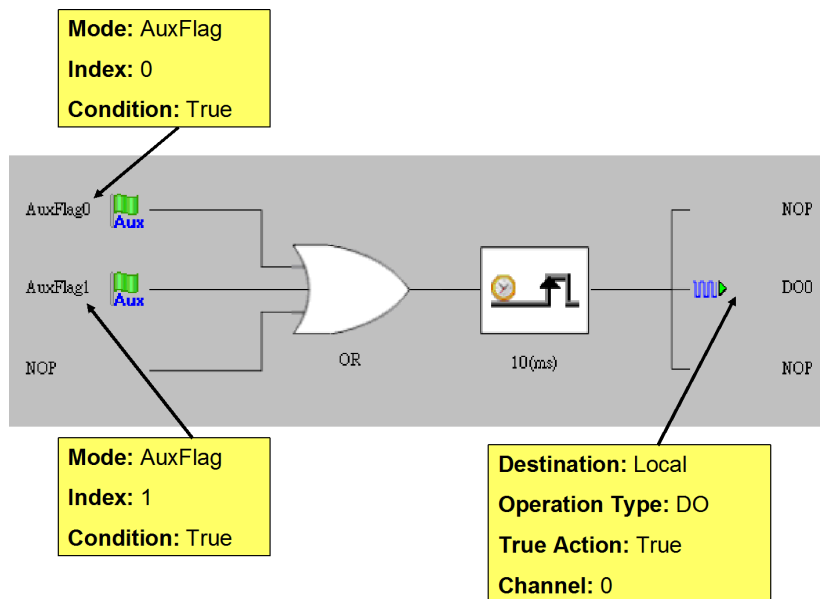 Mode: AuxFlag
Index: 0
Condition: True
AuxFlag0
Aux
NOP
AuxFlag1
Aux
DO0
NOP
OR
10(ms)
NOP
Mode: AuxFlag
Index: 1
Condition: True
Destination: Local
Operation Type: DO
True Action: True
Channel: 0